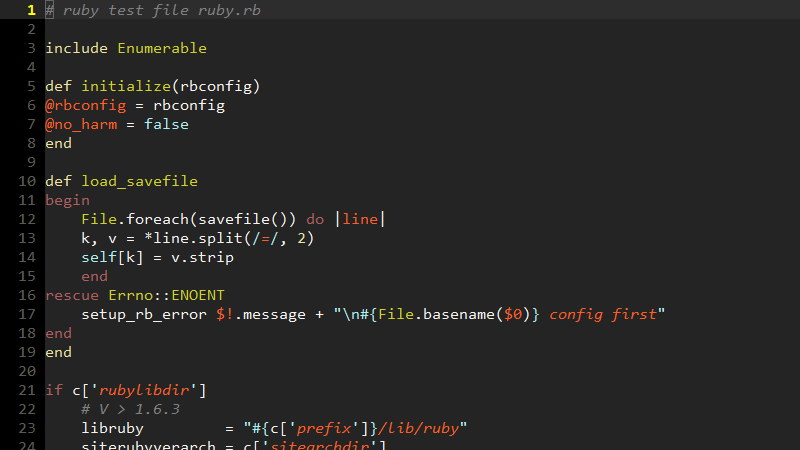 1 # ruby test file ruby.rb
2
3 include Enumerable
4
5 def initialize(rbconfig)
6 @rbconfig = rbconfig
7 @no_harm = false
8 end
9
10 def load_savefile
11 begin
12     File.foreach(savefile()) do |line|
13     k, v = *line.split(/=/, 2)
14     self[k] = v.strip
15     end
16 rescue Errno::ENOENT
17     setup_rb_error $!.message + "\n#{File.basename($0)} config first"
18 end
19 end
20
21 if c['rubylibdir']
22     # V > 1.6.3
23     libruby         = "#{c['prefix']}/lib/ruby"
24     siterubyverarch = c['sitearchdir']